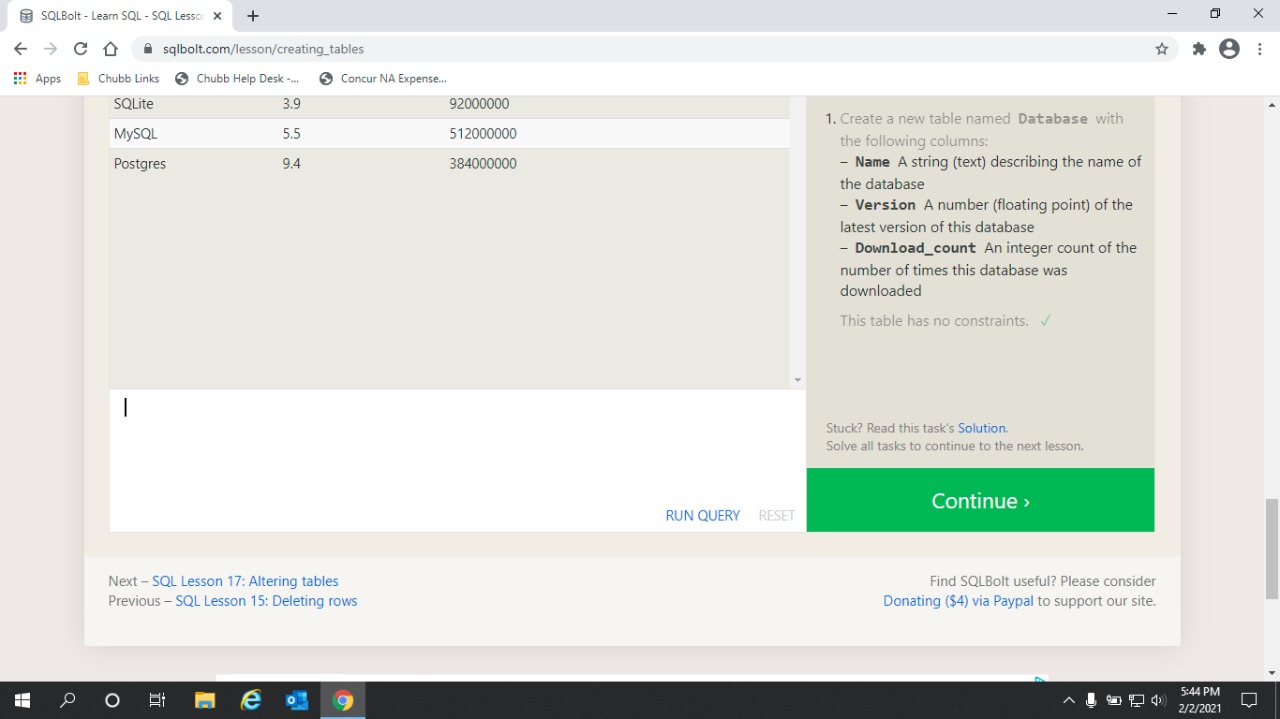 SQLBolt - Learn SQL - SQL Lesso
sqlbolt.com/lesson/creating_tables
Apps
Chubb Links
Chubb Help Desk -...
Concur NA Expense...
SQLite 3.9 92000000
MySQL 5.5 512000000
Postgres 9.4 384000000
1. Create a new table named Database with
the following columns:
– Name A string (text) describing the name of
the database
– Version A number (floating point) of the
latest version of this database
– Download_count An integer count of the
number of times this database was
downloaded
This table has no constraints. ✓
Stuck? Read this task's Solution.
Solve all tasks to continue to the next lesson.
RUN QUERY RESET
Continue ›
Next – SQL Lesson 17: Altering tables
Previous – SQL Lesson 15: Deleting rows
Find SQLBolt useful? Please consider
Donating ($4) via Paypal to support our site.
5:44 PM
2/2/2021